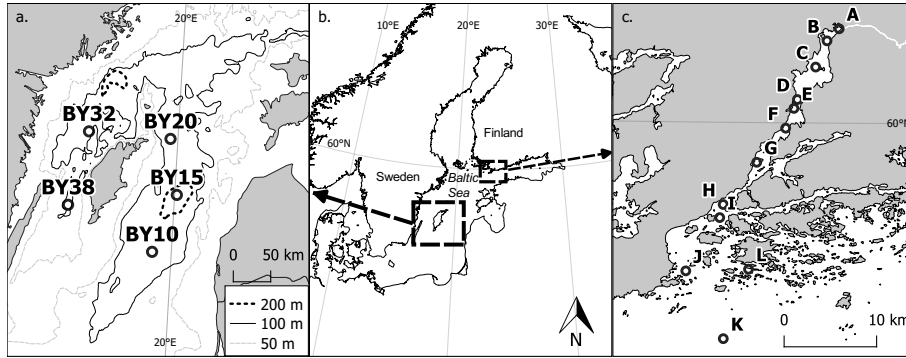 a.
20°E
BY32
BY20
BY15
BY38
BY10
0 50 km
200 m
100 m
50 m
20°E
b.
10°E
20°E
30°E
60°N
Finland
Sweden
Baltic
Sea
60°N
N
c.
A
B
C
D
E
F
60°N
G
H
I
J
L
K
0 10 km